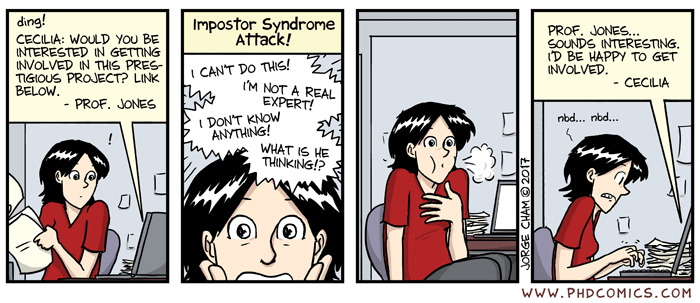 ding!
CECILIA: WOULD YOU BE
INTERESTED IN GETTING
INVOLVED IN THIS PRES-
TIGIOUS PROJECT? LINK
BELOW.
- PROF. JONES
!
Impostor Syndrome
Attack!
I CAN'T DO THIS!
I'M NOT A REAL
EXPERT!
I DON'T KNOW
ANYTHING!
WHAT IS HE
THINKING!?
JORGE CHAM © 2017
PROF. JONES...
SOUNDS INTERESTING.
I'D BE HAPPY TO GET
INVOLVED.
- CECILIA
nbd... nbd...
WWW.PHDCOMICS.COM